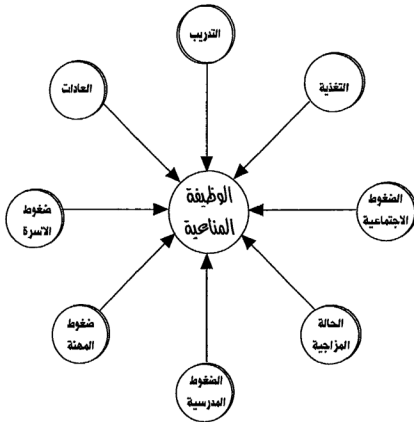 التدريب
التغذية
العادات
الوظيفة
المناعية
الضغوط
الاجتماعية
ضغوط
الاسرة
الحالة
المزاجية
ضغوط
المهنة
الضغوط
المدرسية